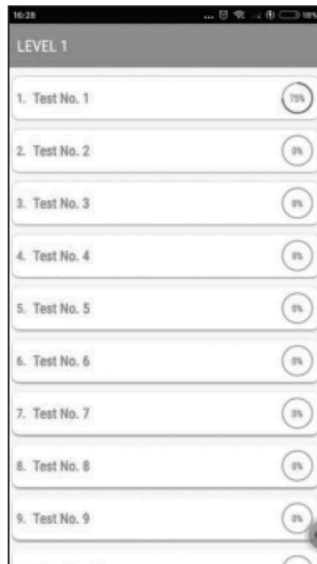 16:28 ... 98%
LEVEL 1
1. Test No. 1 75%
2. Test No. 2 0%
3. Test No. 3 0%
4. Test No. 4 0%
5. Test No. 5 0%
6. Test No. 6 0%
7. Test No. 7 0%
8. Test No. 8 0%
9. Test No. 9 0%